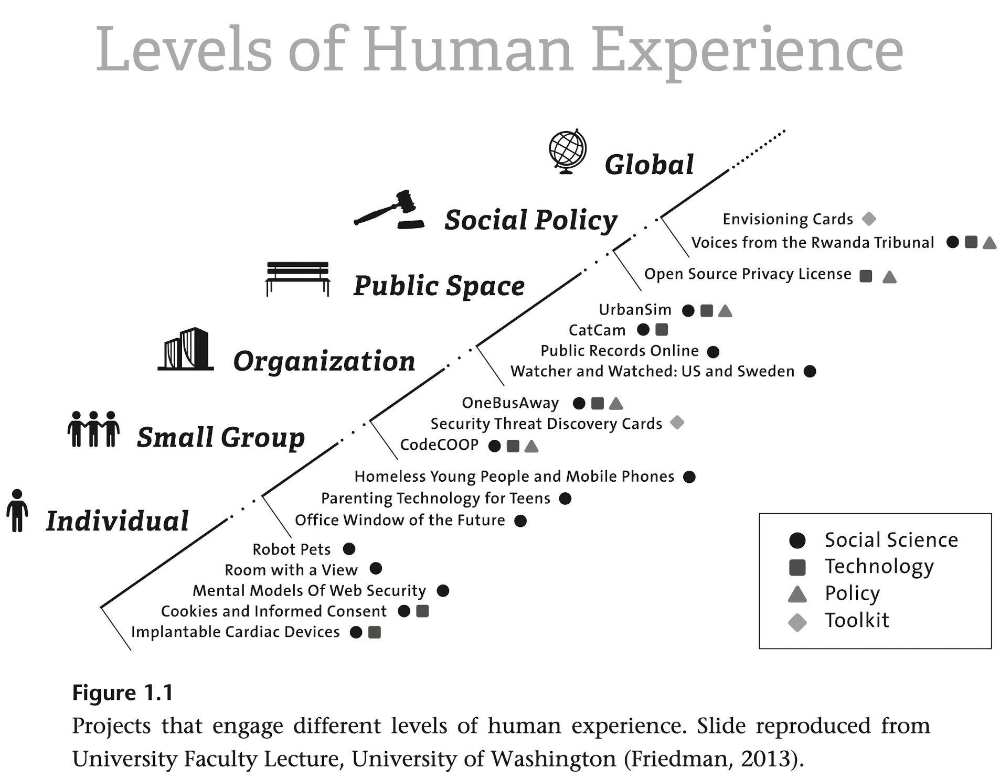 Levels of Human Experience
Global
Social Policy
Public Space
Organization
Small Group
Individual
Envisioning Cards
Voices from the Rwanda Tribunal
Open Source Privacy License
UrbanSim
CatCam
Public Records Online
Watcher and Watched: US and Sweden
OneBusAway
Security Threat Discovery Cards
CodeCOOP
Homeless Young People and Mobile Phones
Parenting Technology for Teens
Office Window of the Future
Robot Pets
Room with a View
Mental Models Of Web Security
Cookies and Informed Consent
Implantable Cardiac Devices
Social Science
Technology
Policy
Toolkit
Figure 1.1
Projects that engage different levels of human experience. Slide reproduced from
University Faculty Lecture, University of Washington (Friedman, 2013).